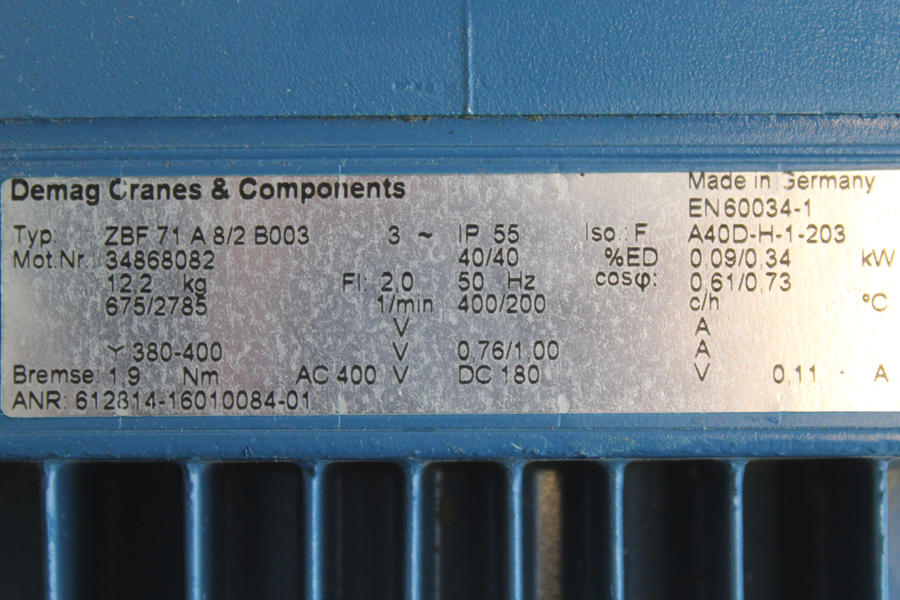 Demag Cranes & Components Made in Germany
EN60034-1
Typ: ZBF 71 A 8/2 B003 3 ~ IP 55 Iso.: F A40D-H-1-203
Mot.Nr. 34868082 40/40 %ED 0,09/0,34 kW
12,2 kg FI: 2,0 50 Hz cosφ: 0,61/0,73
675/2785 1/min 400/200 c/h °C
V A
Y 380-400 V 0,76/1,00 A
Bremse: 1,9 Nm AC 400 V DC 180 V 0,11 - A
ANR: 612814-16010084-01